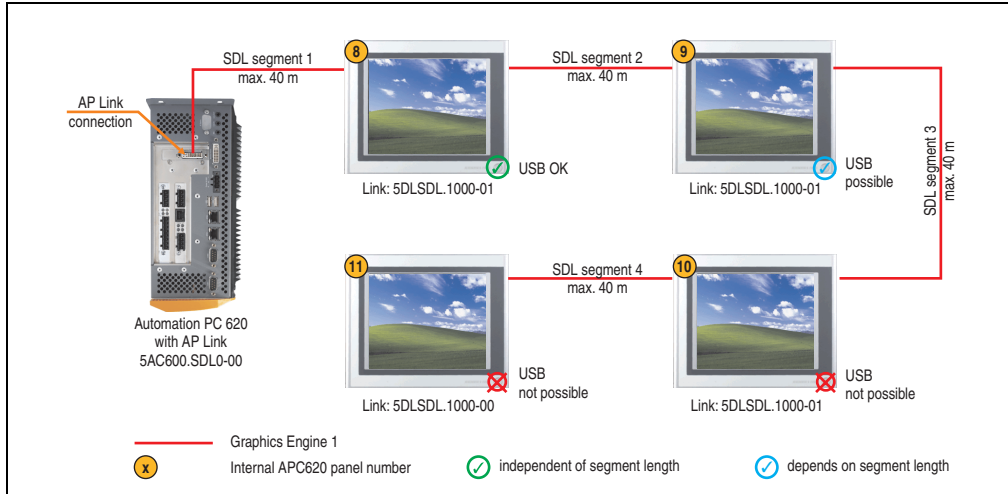 SDL segment 1
max. 40 m
8
SDL segment 2
max. 40 m
9
AP Link
connection
USB OK
USB
possible
Link: 5DLSDL.1000-01
Link: 5DLSDL.1000-01
SDL segment 3
max. 40 m
11
SDL segment 4
max. 40 m
10
Automation PC 620
with AP Link
5AC600.SDL0-00
USB
not possible
USB
not possible
Link: 5DLSDL.1000-00
Link: 5DLSDL.1000-01
Graphics Engine 1
x
Internal APC620 panel number
independent of segment length
depends on segment length